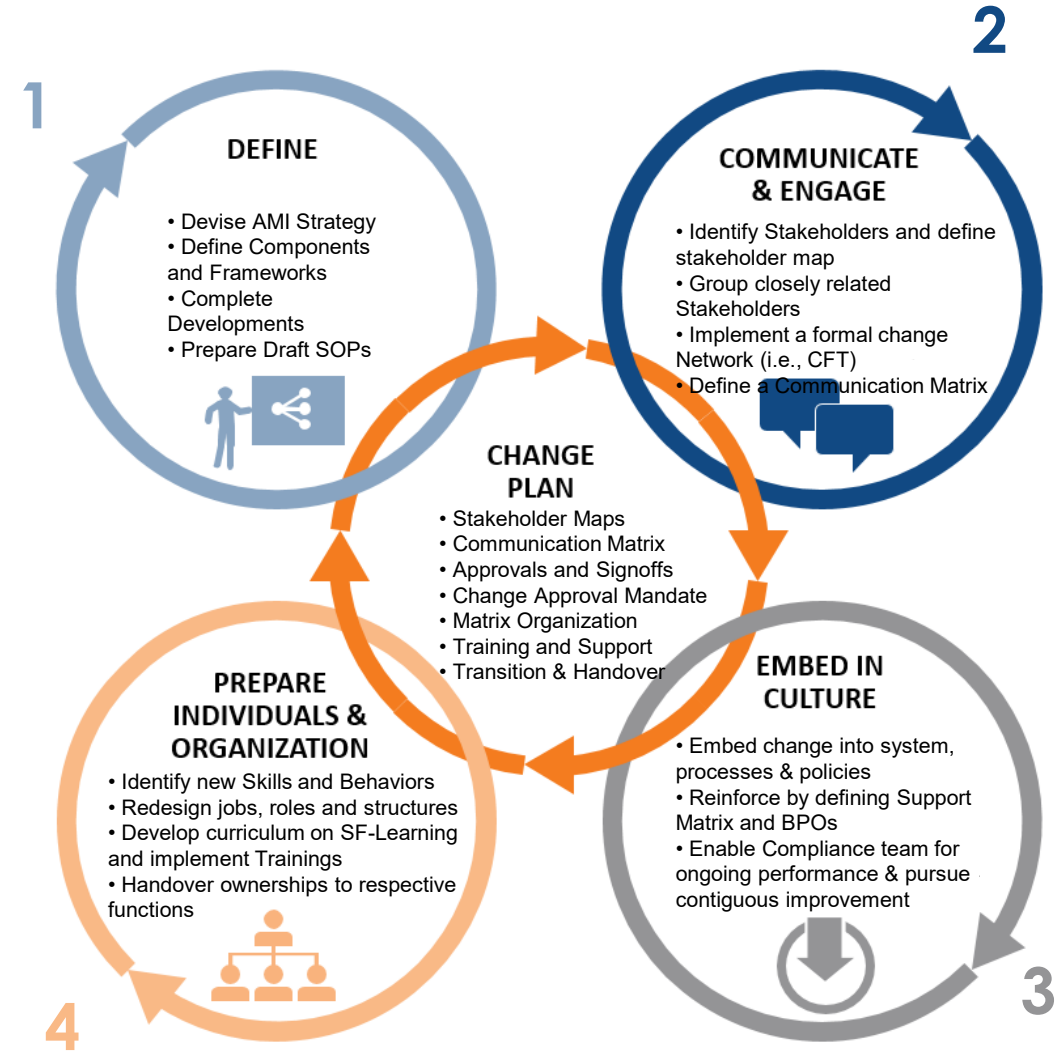 1
DEFINE
• Devise AMI Strategy
• Define Components
and Frameworks
• Complete
Developments
• Prepare Draft SOPs
2
COMMUNICATE
& ENGAGE
• Identify Stakeholders and define
stakeholder map
• Group closely related
Stakeholders
• Implement a formal change
Network (i.e., CFT)
• Define a Communication Matrix
CHANGE
PLAN
• Stakeholder Maps
• Communication Matrix
• Approvals and Signoffs
• Change Approval Mandate
• Matrix Organization
• Training and Support
• Transition & Handover
EMBED IN
CULTURE
• Embed change into system,
processes & policies
• Reinforce by defining Support
Matrix and BPOs
• Enable Compliance team for
ongoing performance & pursue
contiguous improvement
3
PREPARE
INDIVIDUALS &
ORGANIZATION
• Identify new Skills and Behaviors
• Redesign jobs, roles and structures
• Develop curriculum on SF-Learning
and implement Trainings
• Handover ownerships to respective
functions
4